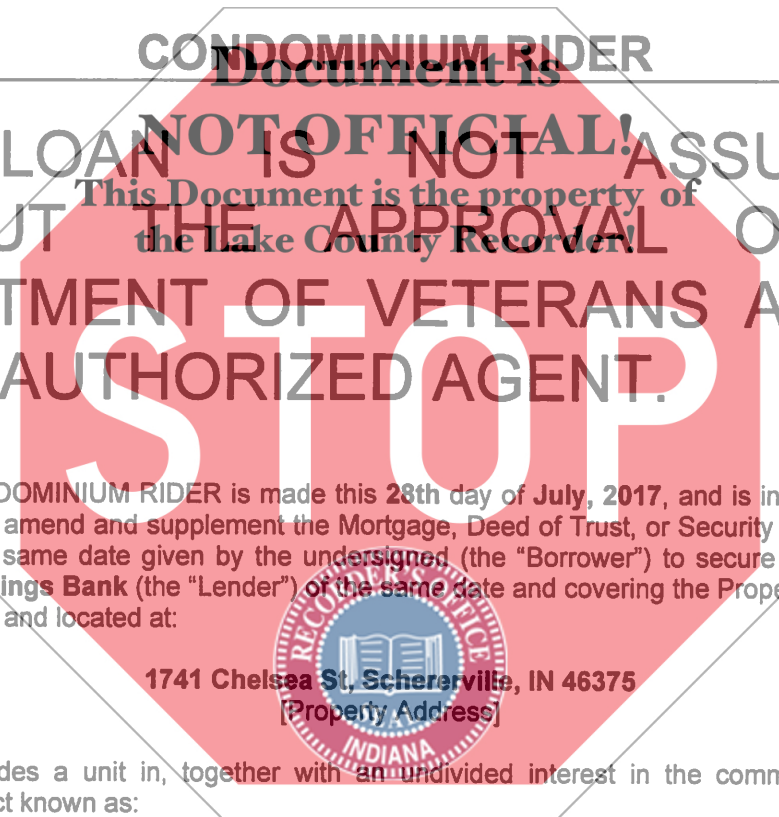 CONDOMINIUM RIDER
Document is
NOT OFFICIAL!
This Document is the property of
the Lake County Recorder!
LOAN IS NOT ASSU
UT THE APPROVAL O
TMENT OF VETERANS A
AUTHORIZED AGENT.
STOP
DOMINIUM RIDER is made this 28th day of July, 2017, and is in
amend and supplement the Mortgage, Deed of Trust, or Security
same date given by the undersigned (the “Borrower”) to secure
ings Bank (the “Lender”) of the same date and covering the Prope
and located at:
RECORDER'S OFFICE
1741 Chelsea St, Schererville, IN 46375
[Property Address]
INDIANA
des a unit in, together with an undivided interest in the comm
ct known as: